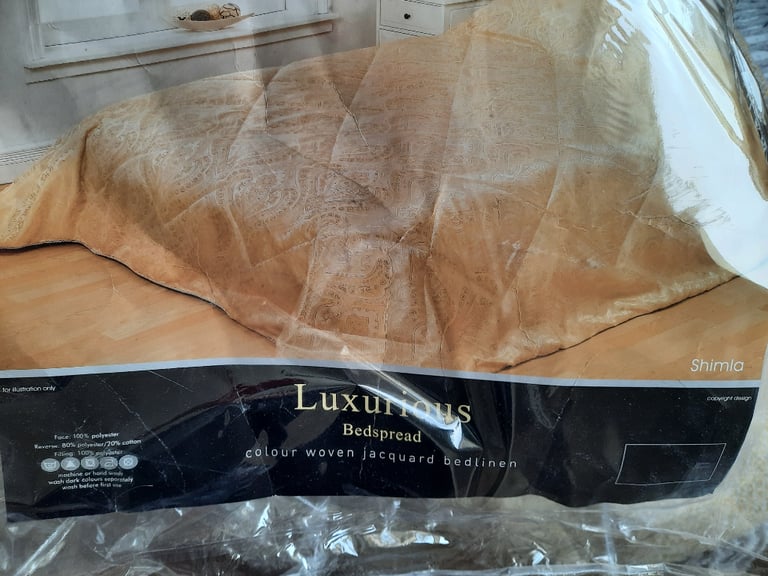 Shimla
for illustration only
copyright design
Luxurious
Bedspread
colour woven jacquard bedlinen
Face: 100% polyester
Reverse: 80% polyester/20% cotton
Filling: 100% polyester
machine or hand wash
wash dark colours separately
wash before first use